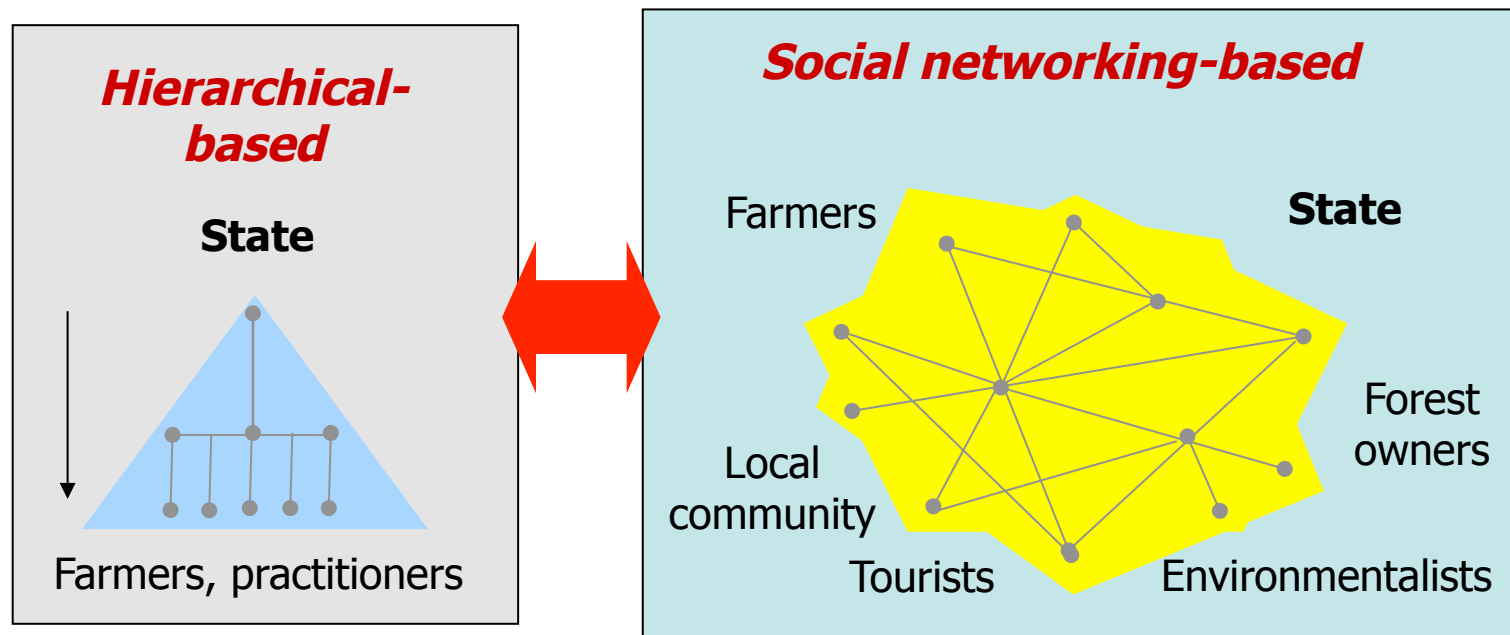 Hierarchical-
based
State
Farmers, practitioners
Social networking-based
Farmers
State
Forest
owners
Local
community
Tourists
Environmentalists